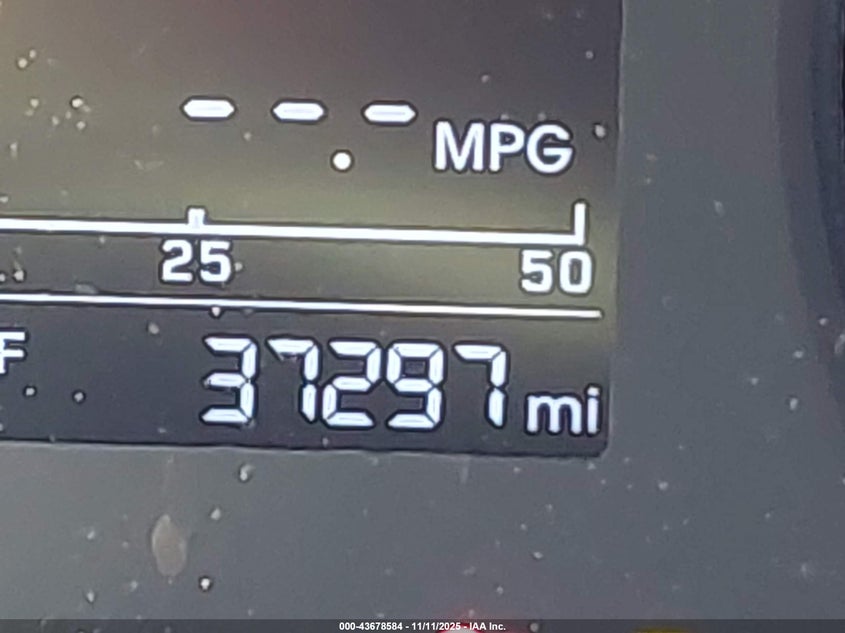 --.- MPG
25 50
F 37297 mi
000-43678584 - 11/11/2025 - IAA Inc.